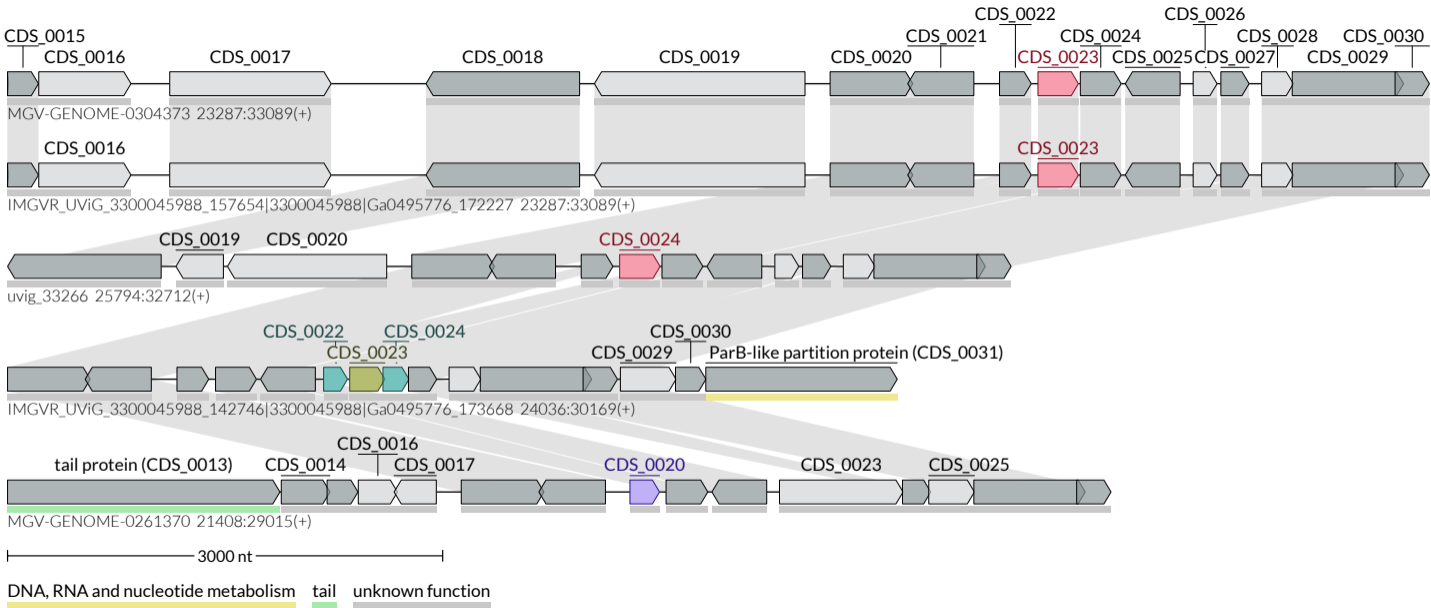 CDS_0022 CDS_0026
CDS_0015 CDS_0021 CDS_0024 CDS_0028 CDS_0030
CDS_0016 CDS_0017 CDS_0018 CDS_0019 CDS_0020 CDS_0023 CDS_0025 CDS_0027 CDS_0029
MGV-GENOME-0304373 23287:33089(+)
CDS_0016 CDS_0023
IMGVR_UViG_3300045988_157654|3300045988|Ga0495776_172227 23287:33089(+)
CDS_0019 CDS_0020 CDS_0024
uvig_33266 25794:32712(+)
CDS_0022 CDS_0024 CDS_0030
CDS_0023 CDS_0029 ParB-like partition protein (CDS_0031)
IMGVR_UViG_3300045988_142746|3300045988|Ga0495776_173668 24036:30169(+)
CDS_0016
tail protein (CDS_0013) CDS_0014 CDS_0017 CDS_0020 CDS_0023 CDS_0025
MGV-GENOME-0261370 21408:29015(+)
3000 nt
DNA, RNA and nucleotide metabolism tail unknown function